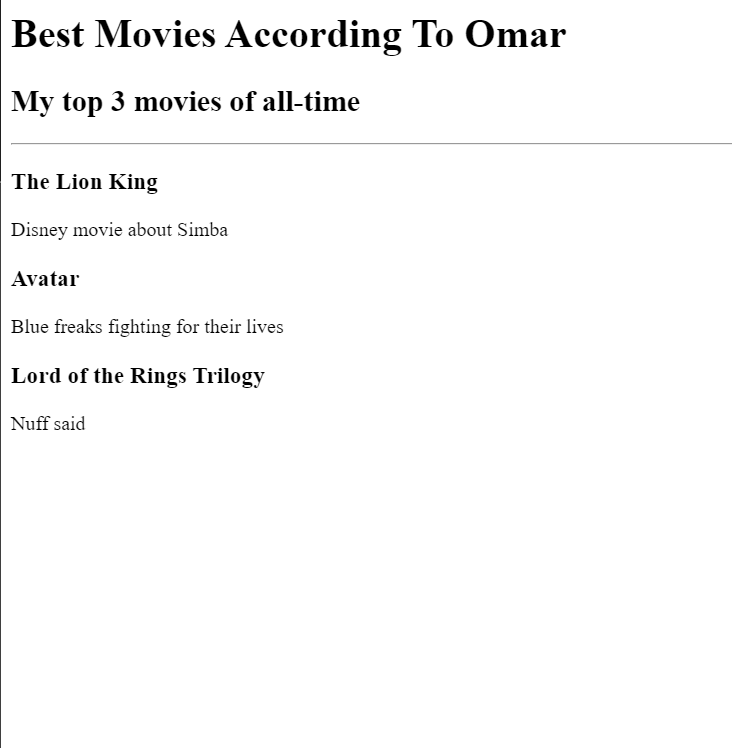 Best Movies According To Omar
My top 3 movies of all-time
The Lion King
Disney movie about Simba
Avatar
Blue freaks fighting for their lives
Lord of the Rings Trilogy
Nuff said